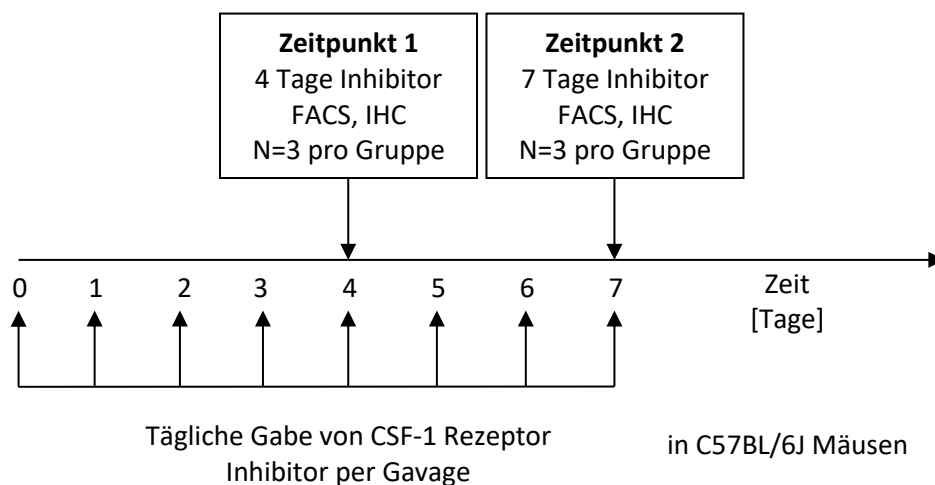 Zeitpunkt 1
4 Tage Inhibitor
FACS, IHC
N=3 pro Gruppe
Zeitpunkt 2
7 Tage Inhibitor
FACS, IHC
N=3 pro Gruppe
0 1 2 3 4 5 6 7
Zeit
[Tage]
Tägliche Gabe von CSF-1 Rezeptor
Inhibitor per Gavage
in C57BL/6J Mäusen